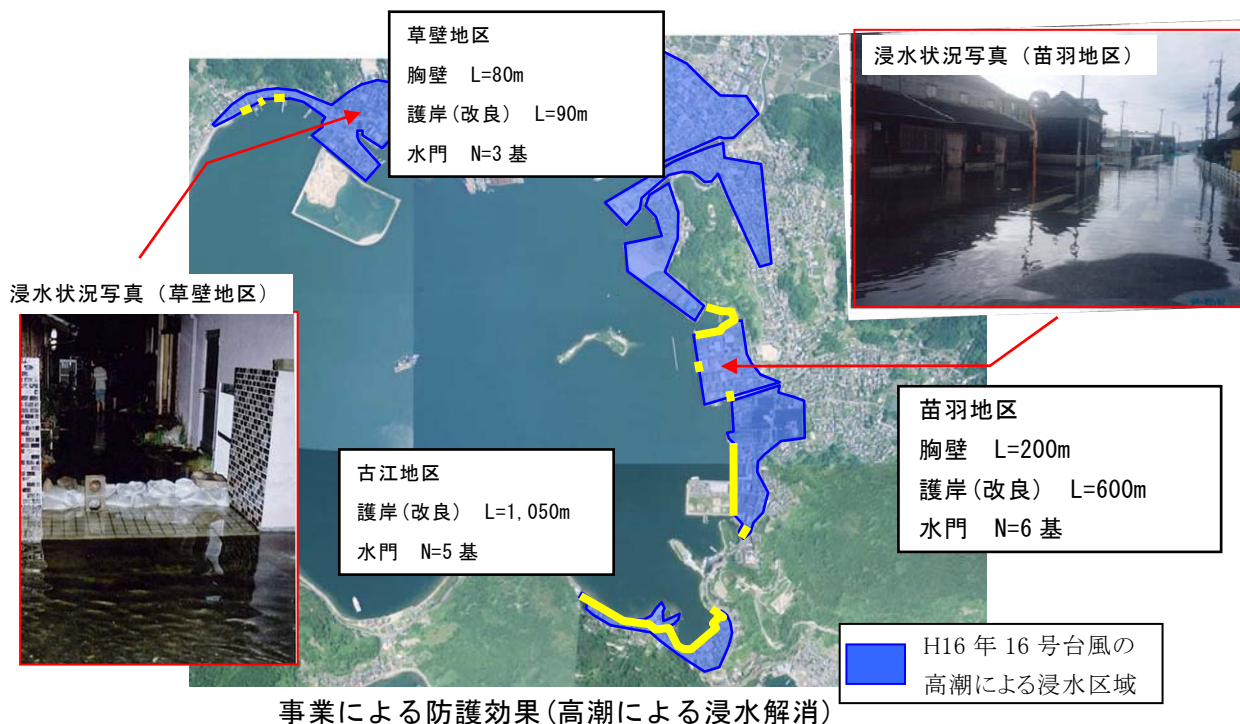 草壁地区
胸壁 L=80m
護岸(改良) L=90m
水門 N=3 基
浸水状況写真（苗羽地区）
浸水状況写真（草壁地区）
古江地区
護岸(改良) L=1,050m
水門 N=5 基
苗羽地区
胸壁 L=200m
護岸(改良) L=600m
水門 N=6 基
H16 年 16 号台風の
高潮による浸水区域
事業による防護効果(高潮による浸水解消)